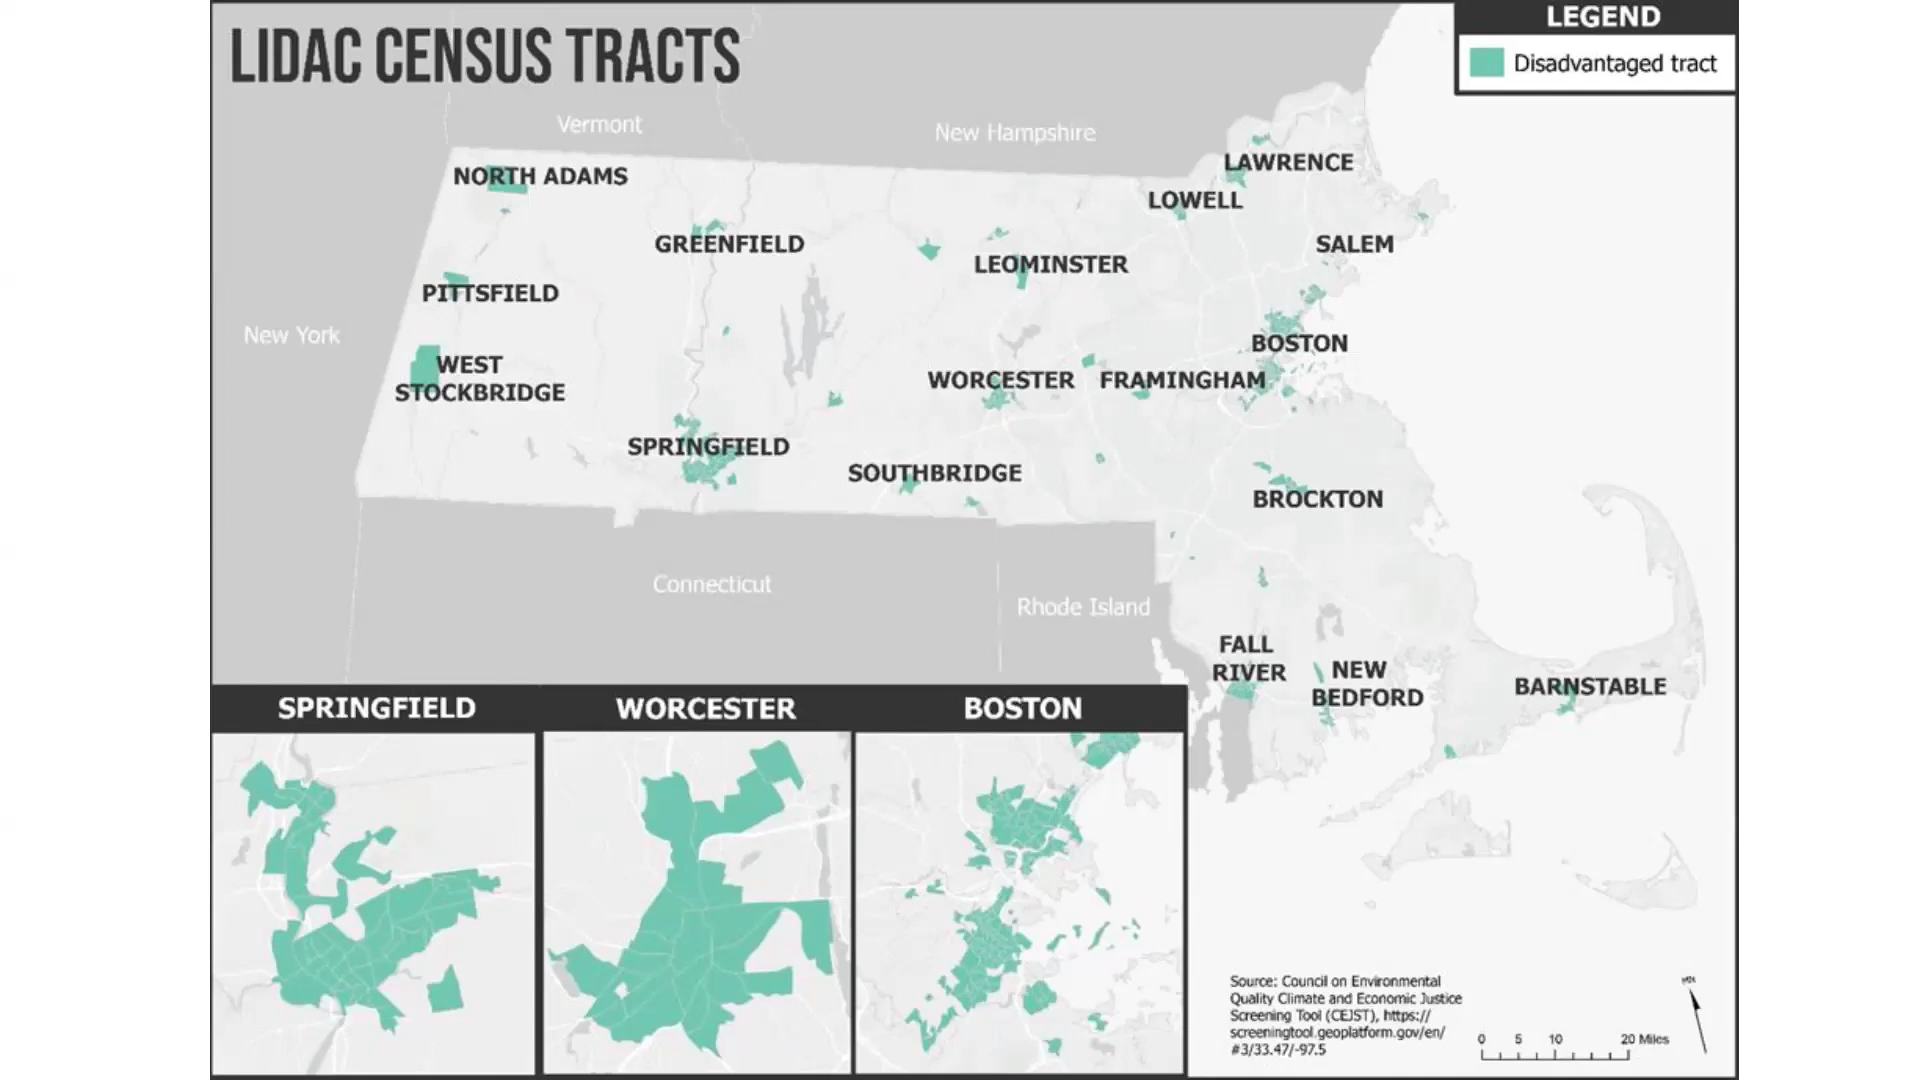 LIDAC CENSUS TRACTS
LEGEND
Disadvantaged tract
Vermont
New Hampshire
NORTH ADAMS
LAWRENCE
LOWELL
GREENFIELD
SALEM
LEOMINSTER
PITTSFIELD
New York
BOSTON
WEST
STOCKBRIDGE
WORCESTER
FRAMINGHAM
SPRINGFIELD
SOUTHBRIDGE
BROCKTON
Connecticut
Rhode Island
FALL
RIVER
NEW
BEDFORD
BARNSTABLE
SPRINGFIELD
WORCESTER
BOSTON
Source: Council on Environmental
Quality Climate and Economic Justice
Screening Tool (CEJST), https://
screeningtool.geoplatform.gov/en/
#3/33.47/-97.5
0 5 10 20 Miles